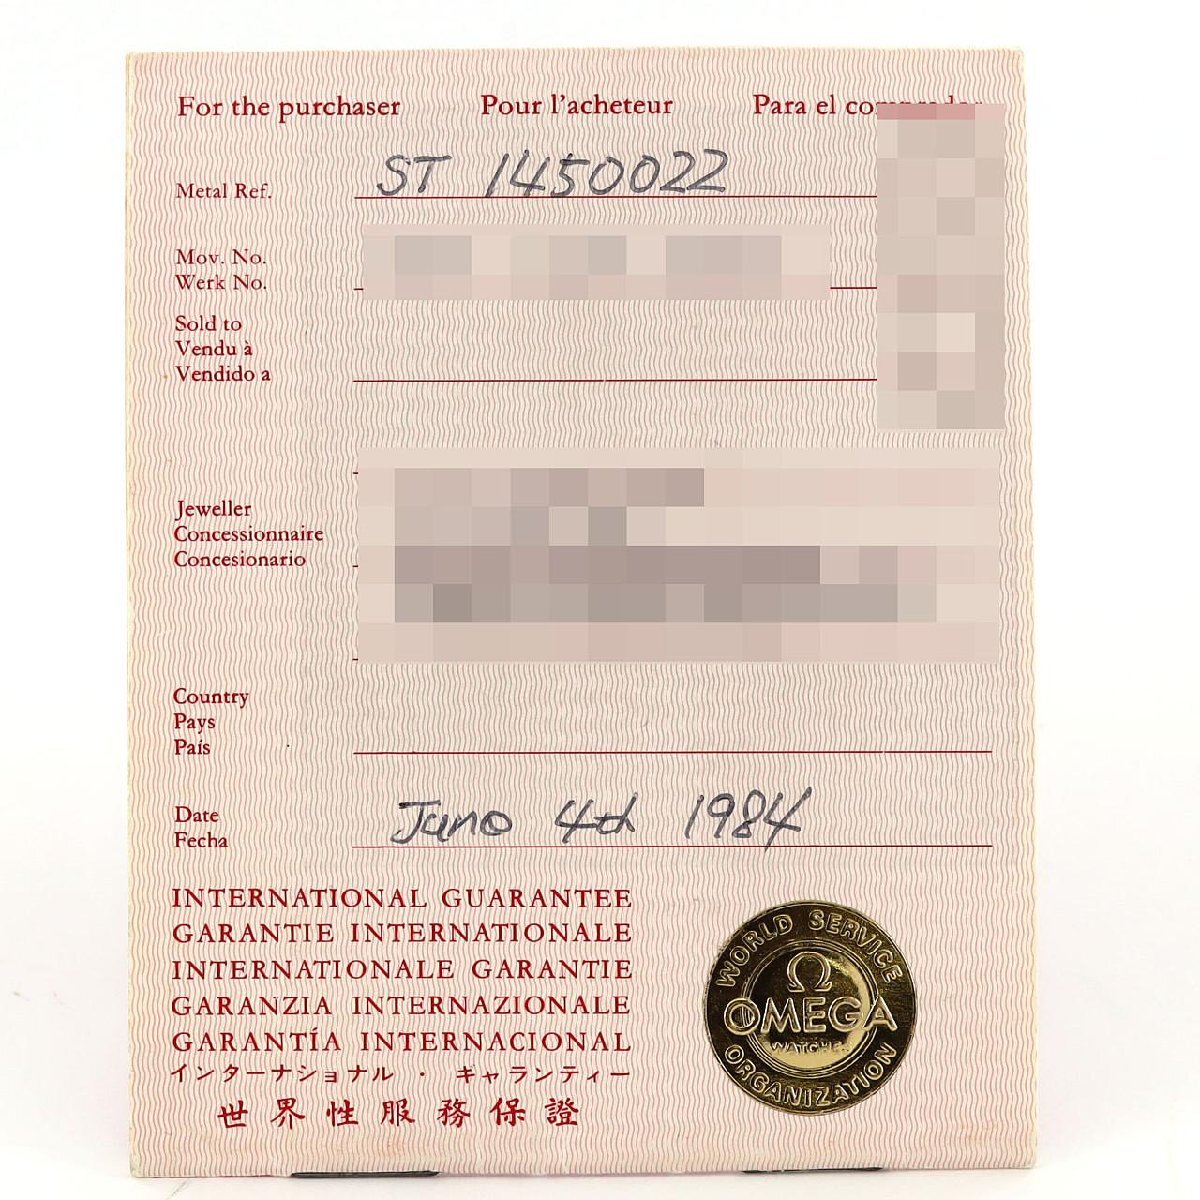 For the purchaser Pour l'acheteur Para el
Metal Ref. ST 1450022
Mov. No.
Werk No.
Sold to
Vendu à
Vendido a
Jeweller
Concessionnaire
Concesionario
Country
Pays
País
Date June 4th 1984
Fecha
INTERNATIONAL GUARANTEE
GARANTIE INTERNATIONALE
INTERNATIONALE GARANTIE
GARANZIA INTERNAZIONALE
GARANTÍA INTERNACIONAL
インターナショナル・ギャランティー
世界性服務保證
WORLD SERVICE
Ω
OMEGA
WATCHES
ORGANIZATION